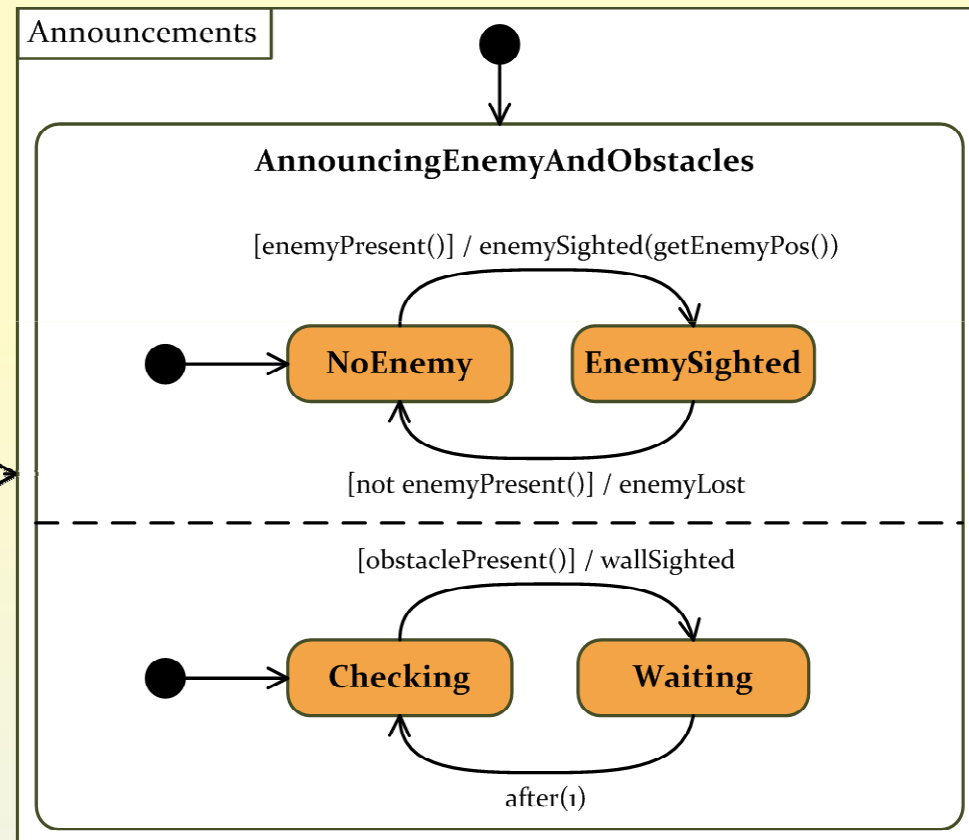 Announcements
AnnouncingEnemyAndObstacles
[enemyPresent()] / enemySighted(getEnemyPos())
NoEnemy
EnemySighted
[not enemyPresent()] / enemyLost
[obstaclePresent()] / wallSighted
Checking
Waiting
after(1)